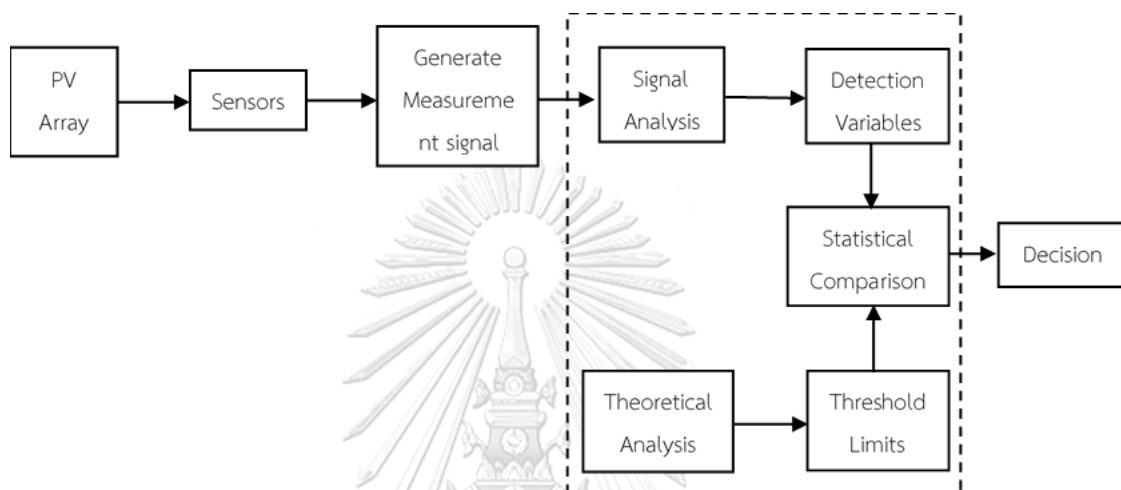 PV
Array
Sensors
Generate
Measureme
nt signal
Signal
Analysis
Detection
Variables
Statistical
Comparison
Decision
Theoretical
Analysis
Threshold
Limits